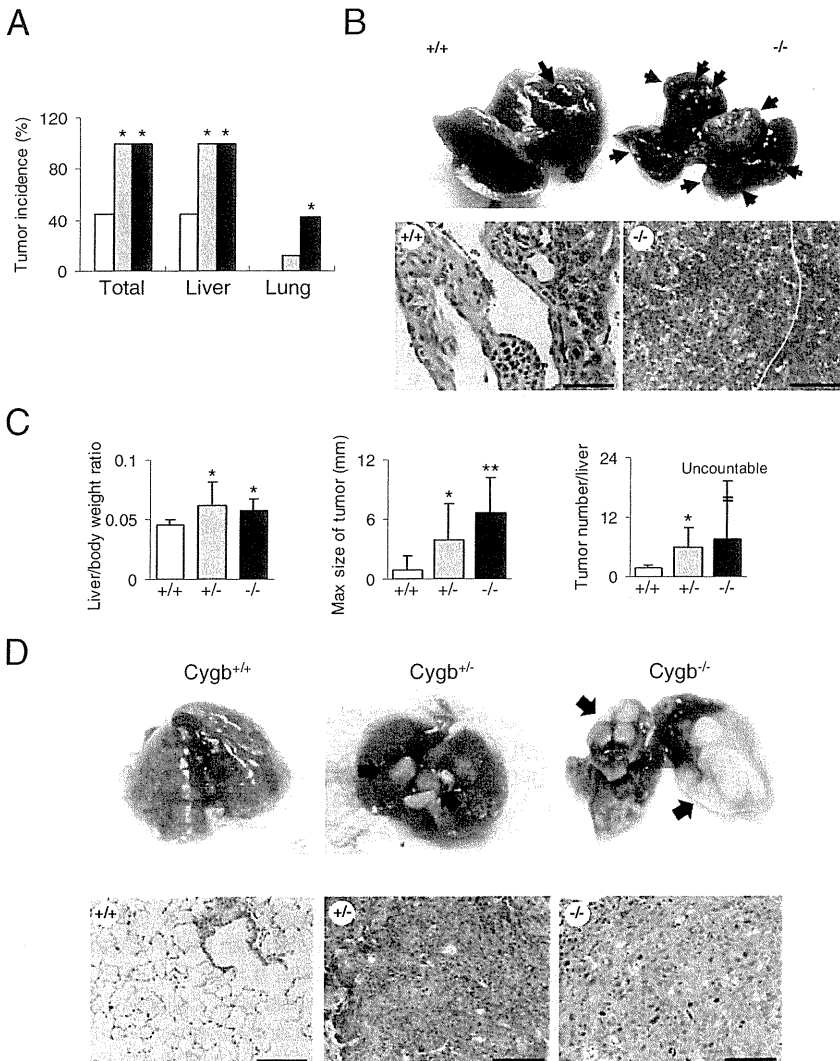 A
Tumor incidence (%)
120
80
40
0
* *
* *
*
Total Liver Lung
B
+/+
-/-
+/+
-/-
C
Liver/body weight ratio
0.1
0.05
0
*
*
+/+ +/- -/-
Max size of tumor (mm)
12
6
0
*
**
+/+ +/- -/-
Tumor number/liver
24
12
0
Uncountable
*
+/+ +/- -/-
D
Cygb+/+
Cygb+/-
Cygb-/-
+/+
+/-
-/-